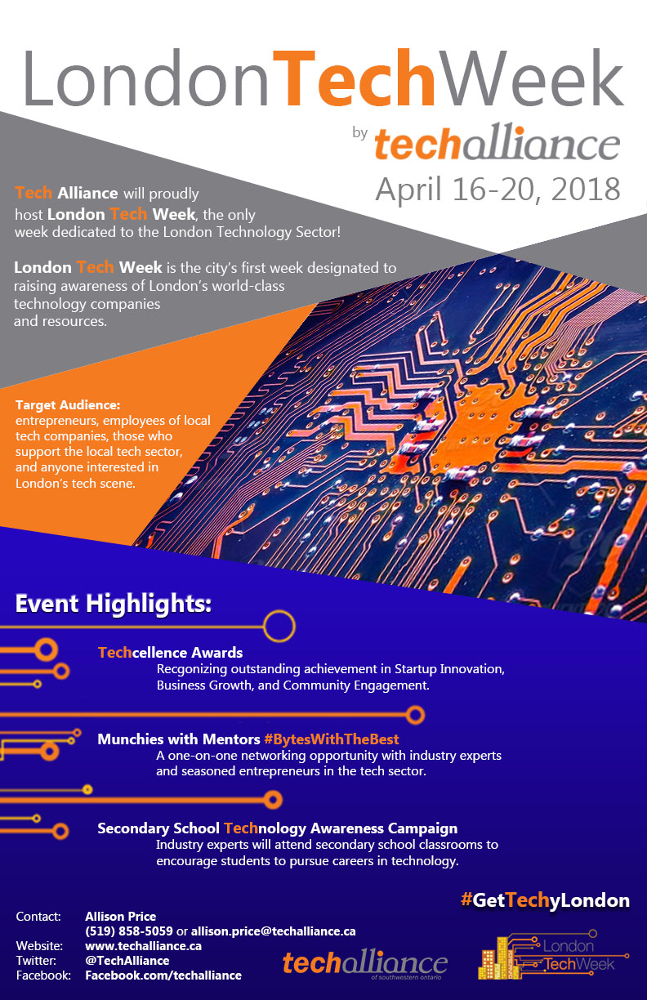 LondonTechWeek
by techalliance
April 16-20, 2018
Tech Alliance will proudly
host London Tech Week, the only
week dedicated to the London Technology Sector!
London Tech Week is the city's first week designated to
raising awareness of London's world-class
technology companies
and resources.
Target Audience:
entrepreneurs, employees of local
tech companies, those who
support the local tech sector,
and anyone interested in
London's tech scene.
Event Highlights:
Techcellence Awards
Recgonizing outstanding achievement in Startup Innovation,
Business Growth, and Community Engagement.
Munchies with Mentors #BytesWithTheBest
A one-on-one networking opportunity with industry experts
and seasoned entrepreneurs in the tech sector.
Secondary School Technology Awareness Campaign
Industry experts will attend secondary school classrooms to
encourage students to pursue careers in technology.
#GetTechyLondon
Contact: Allison Price
(519) 858-5059 or allison.price@techalliance.ca
Website: www.techalliance.ca
Twitter: @TechAlliance
Facebook: Facebook.com/techalliance
techalliance
of southwestern ontario
London
TechWeek